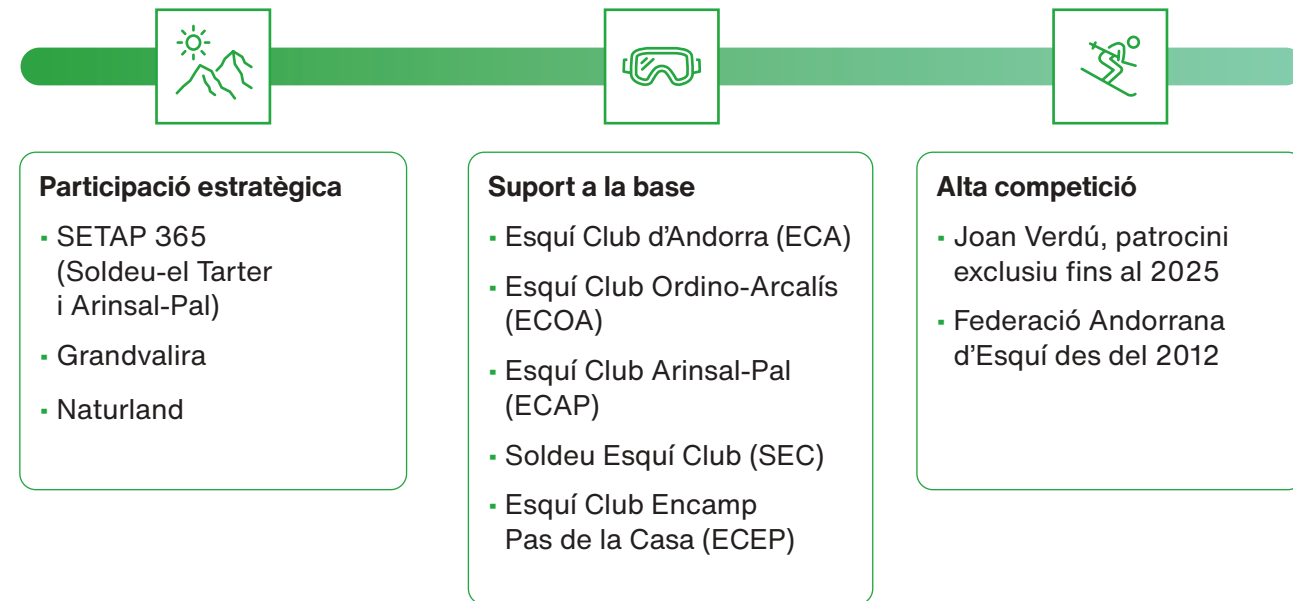 Participació estratègica
▪ SETAP 365
(Soldeu-el Tarter
i Arinsal-Pal)
▪ Grandvalira
▪ Naturland
Suport a la base
▪ Esquí Club d'Andorra (ECA)
▪ Esquí Club Ordino-Arcalís
(ECOA)
▪ Esquí Club Arinsal-Pal
(ECAP)
▪ Soldeu Esquí Club (SEC)
▪ Esquí Club Encamp
Pas de la Casa (ECEP)
Alta competició
▪ Joan Verdú, patrocini
exclusiu fins al 2025
▪ Federació Andorrana
d'Esquí des del 2012